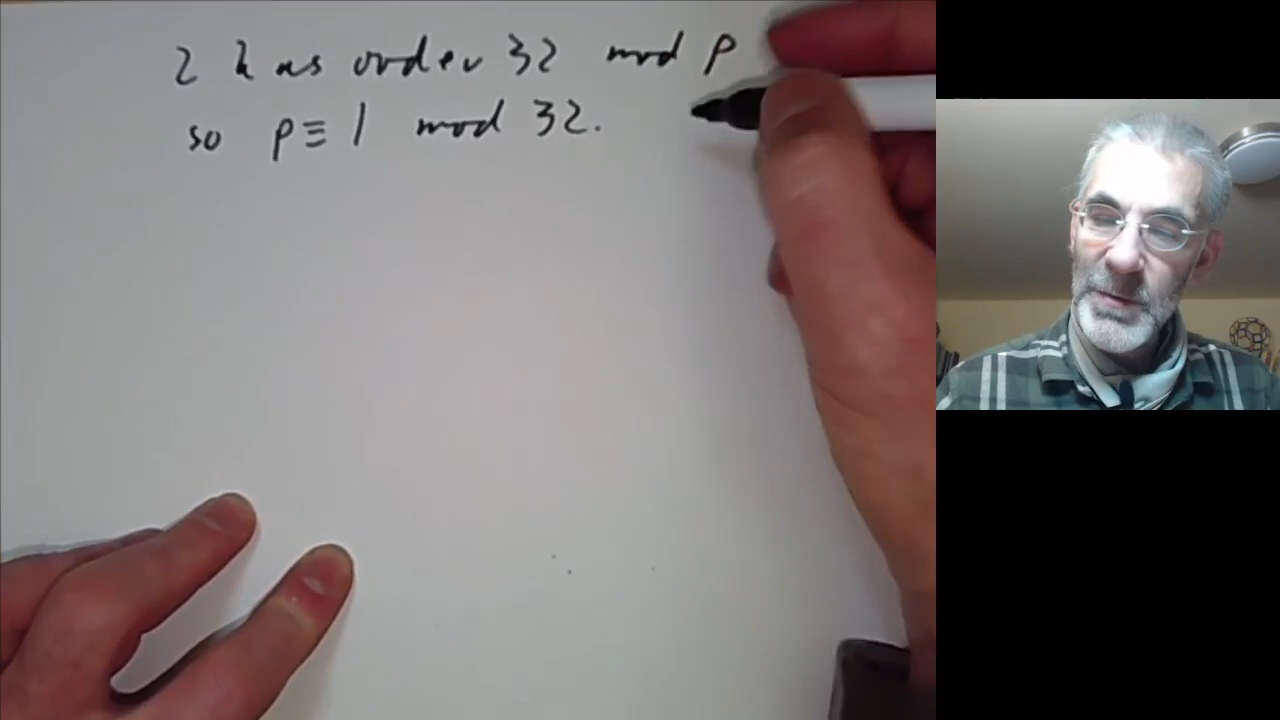 2 has order 32 mod p
so p ≡ 1 mod 32.